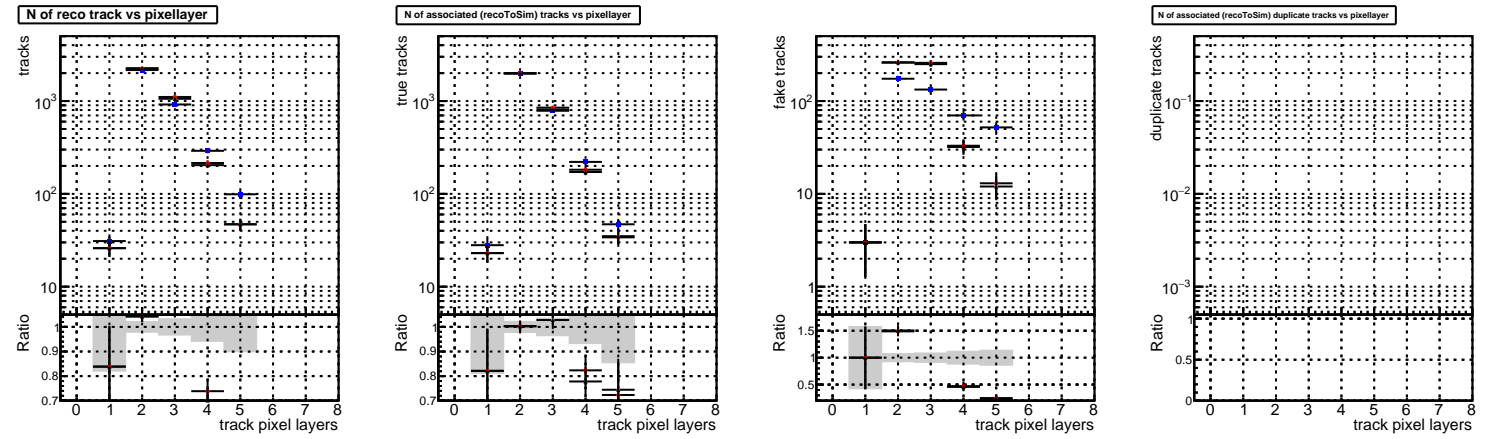 N of reco track vs pixellayer
tracks
10³
10²
10
Ratio
1
0.9
0.8
0.7
0 1 2 3 4 5 6 7 8
track pixel layers
N of associated (recoToSim) tracks vs pixellayer
true tracks
10³
10²
10
Ratio
1
0.9
0.8
0.7
0 1 2 3 4 5 6 7 8
track pixel layers
fake tracks
10²
10
1
Ratio
1.5
1
0.5
0 1 2 3 4 5 6 7 8
track pixel layers
N of associated (recoToSim) duplicate tracks vs pixellayer
duplicate tracks
10⁻¹
10⁻²
10⁻³
Ratio
1
0.5
0
0 1 2 3 4 5 6 7 8
track pixel layers